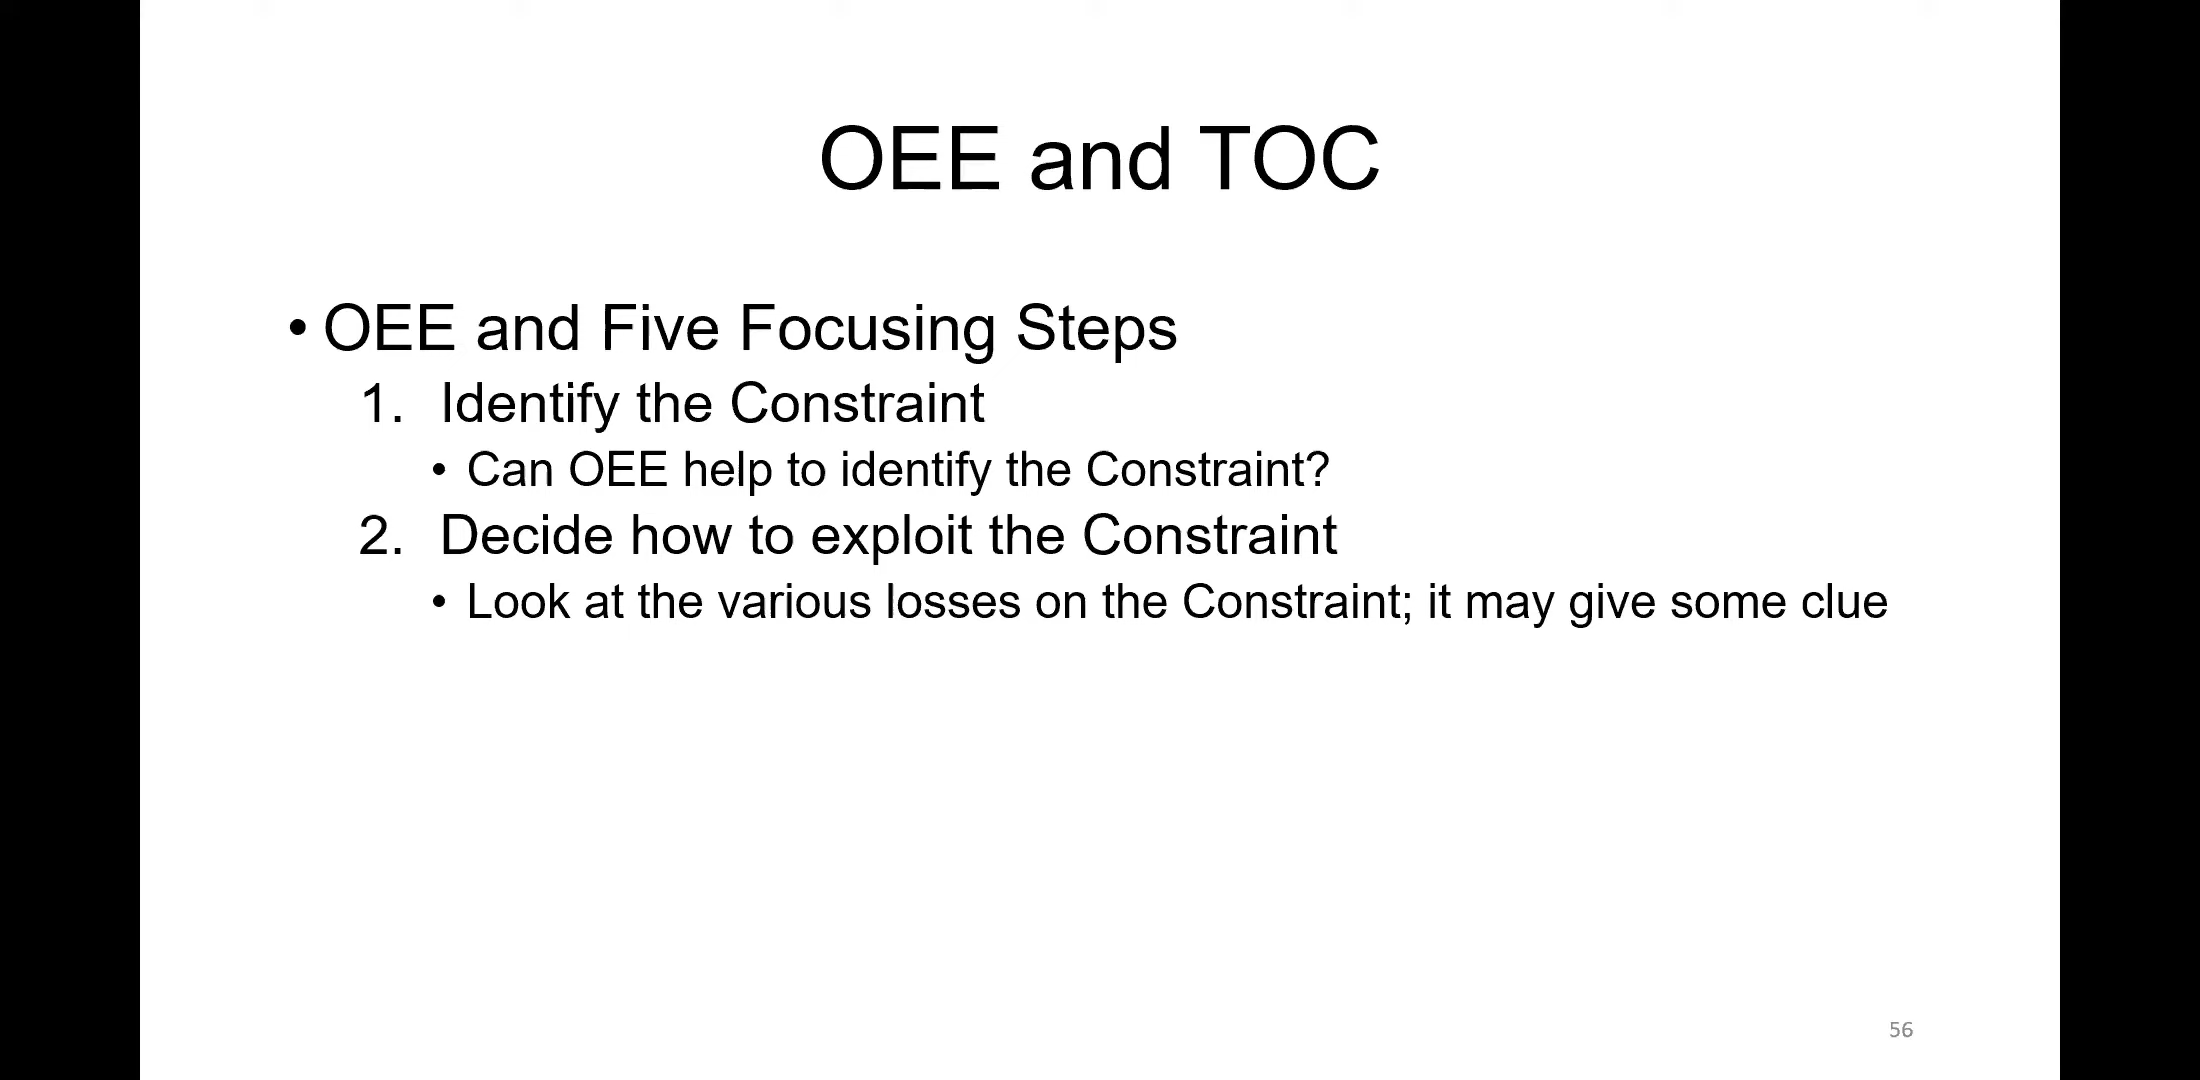 OEE and TOC
• OEE and Five Focusing Steps
1. Identify the Constraint
• Can OEE help to identify the Constraint?
2. Decide how to exploit the Constraint
• Look at the various losses on the Constraint; it may give some clue
56